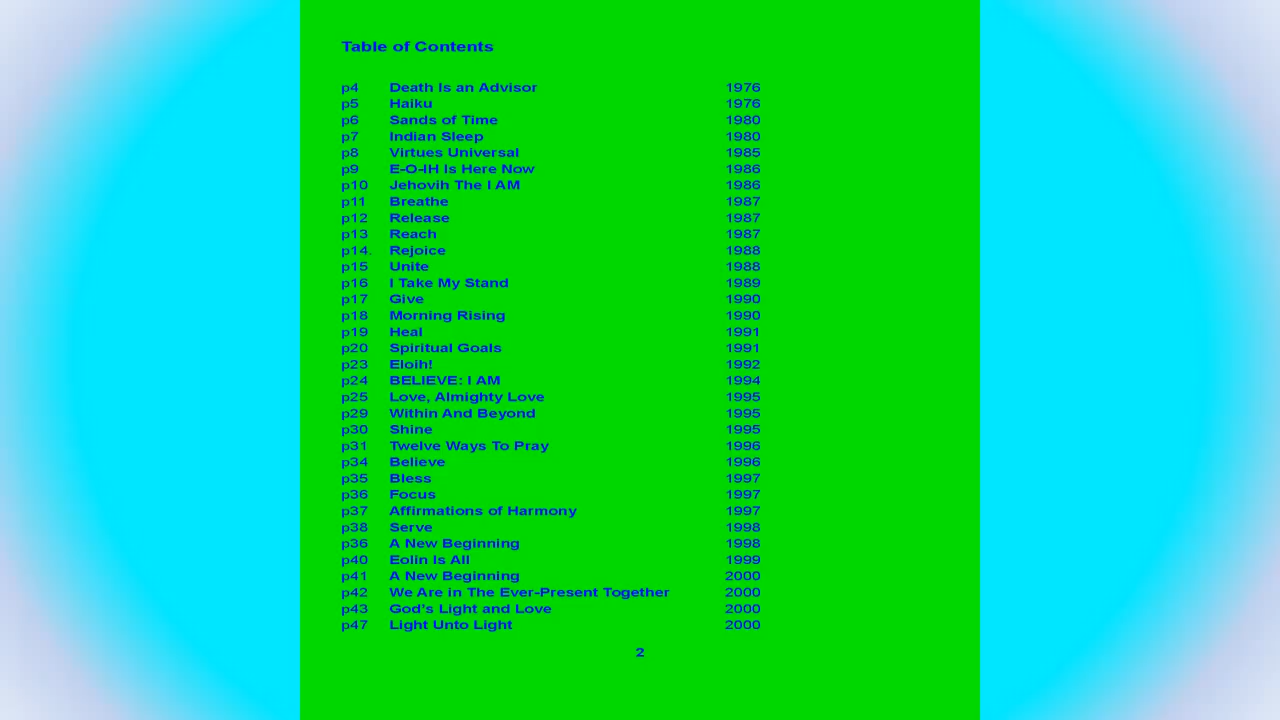 Table of Contents
p4 Death Is an Advisor 1976
p5 Haiku 1976
p6 Sands of Time 1980
p7 Indian Sleep 1980
p8 Virtues Universal 1985
p9 E-O-IH Is Here Now 1986
p10 Jehovih The I AM 1986
p11 Breathe 1987
p12 Release 1987
p13 Reach 1987
p14. Rejoice 1988
p15 Unite 1988
p16 I Take My Stand 1989
p17 Give 1990
p18 Morning Rising 1990
p19 Heal 1991
p20 Spiritual Goals 1991
p23 Eloih! 1992
p24 BELIEVE: I AM 1994
p25 Love, Almighty Love 1995
p29 Within And Beyond 1995
p30 Shine 1995
p31 Twelve Ways To Pray 1996
p34 Believe 1996
p35 Bless 1997
p36 Focus 1997
p37 Affirmations of Harmony 1997
p38 Serve 1998
p36 A New Beginning 1998
p40 Eolin Is All 1999
p41 A New Beginning 2000
p42 We Are in The Ever-Present Together 2000
p43 God's Light and Love 2000
p47 Light Unto Light 2000
2